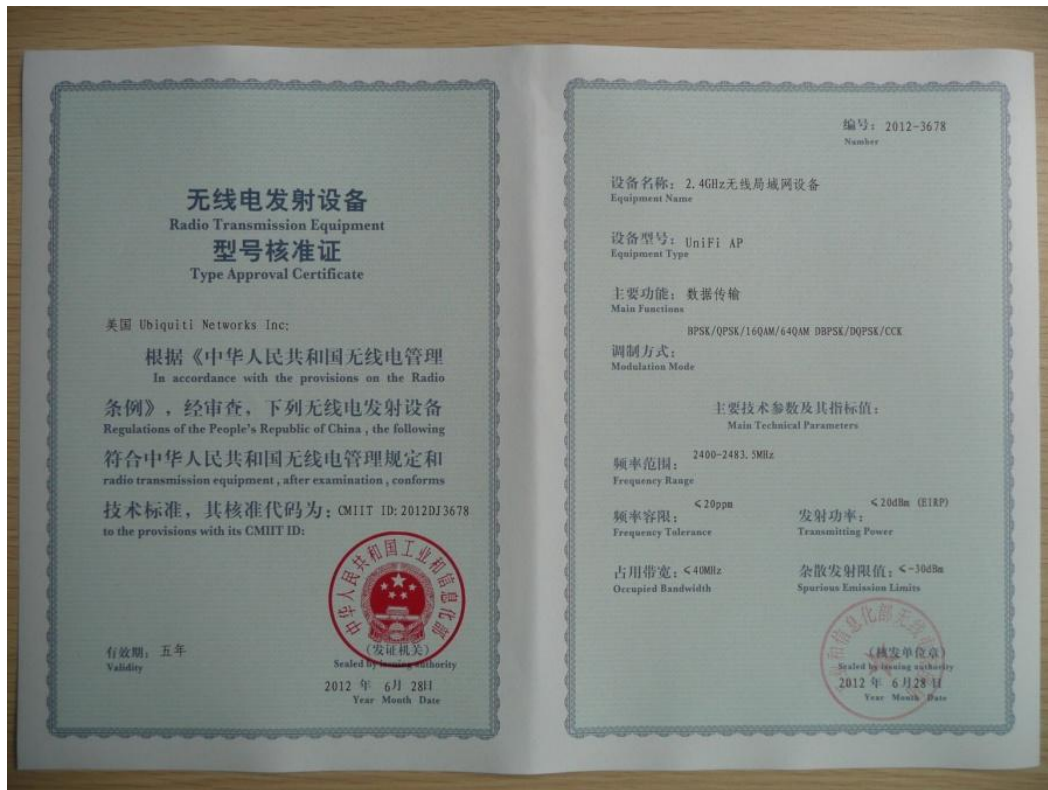 无线电发射设备
Radio Transmission Equipment
型号核准证
Type Approval Certificate
美国 Ubiquiti Networks Inc:
根据《中华人民共和国无线电管理
In accordance with the provisions on the Radio
条例》，经审查，下列无线电发射设备
Regulations of the People's Republic of China , the following
符合中华人民共和国无线电管理规定和
radio transmission equipment , after examination , conforms
技术标准，其核准代码为：CMIIT ID:2012DJ3678
to the provisions with its CMIIT ID:
中华人民共和国工业和信息化部
有效期：五年
Validity
(发证机关)
Sealed by issuing authority
2012 年 6月 28日
Year Month Date
编号：2012-3678
Number
设备名称：2.4GHz无线局域网设备
Equipment Name
设备型号：UniFi AP
Equipment Type
主要功能：数据传输
Main Functions
BPSK/QPSK/16QAM/64QAM DBPSK/DQPSK/CCK
调制方式：
Modulation Mode
主要技术参数及其指标值：
Main Technical Parameters
频率范围：2400-2483.5MHz
Frequency Range
频率容限：≤20ppm
Frequency Tolerance
发射功率：≤20dBm (EIRP)
Transmitting Power
占用带宽：≤40MHz
Occupied Bandwidth
杂散发射限值：≤-30dBm
Spurious Emission Limits
和信息化部无线
(核发单位章)
Sealed by issuing authority
2012 年 6月28 日
Year Month Date